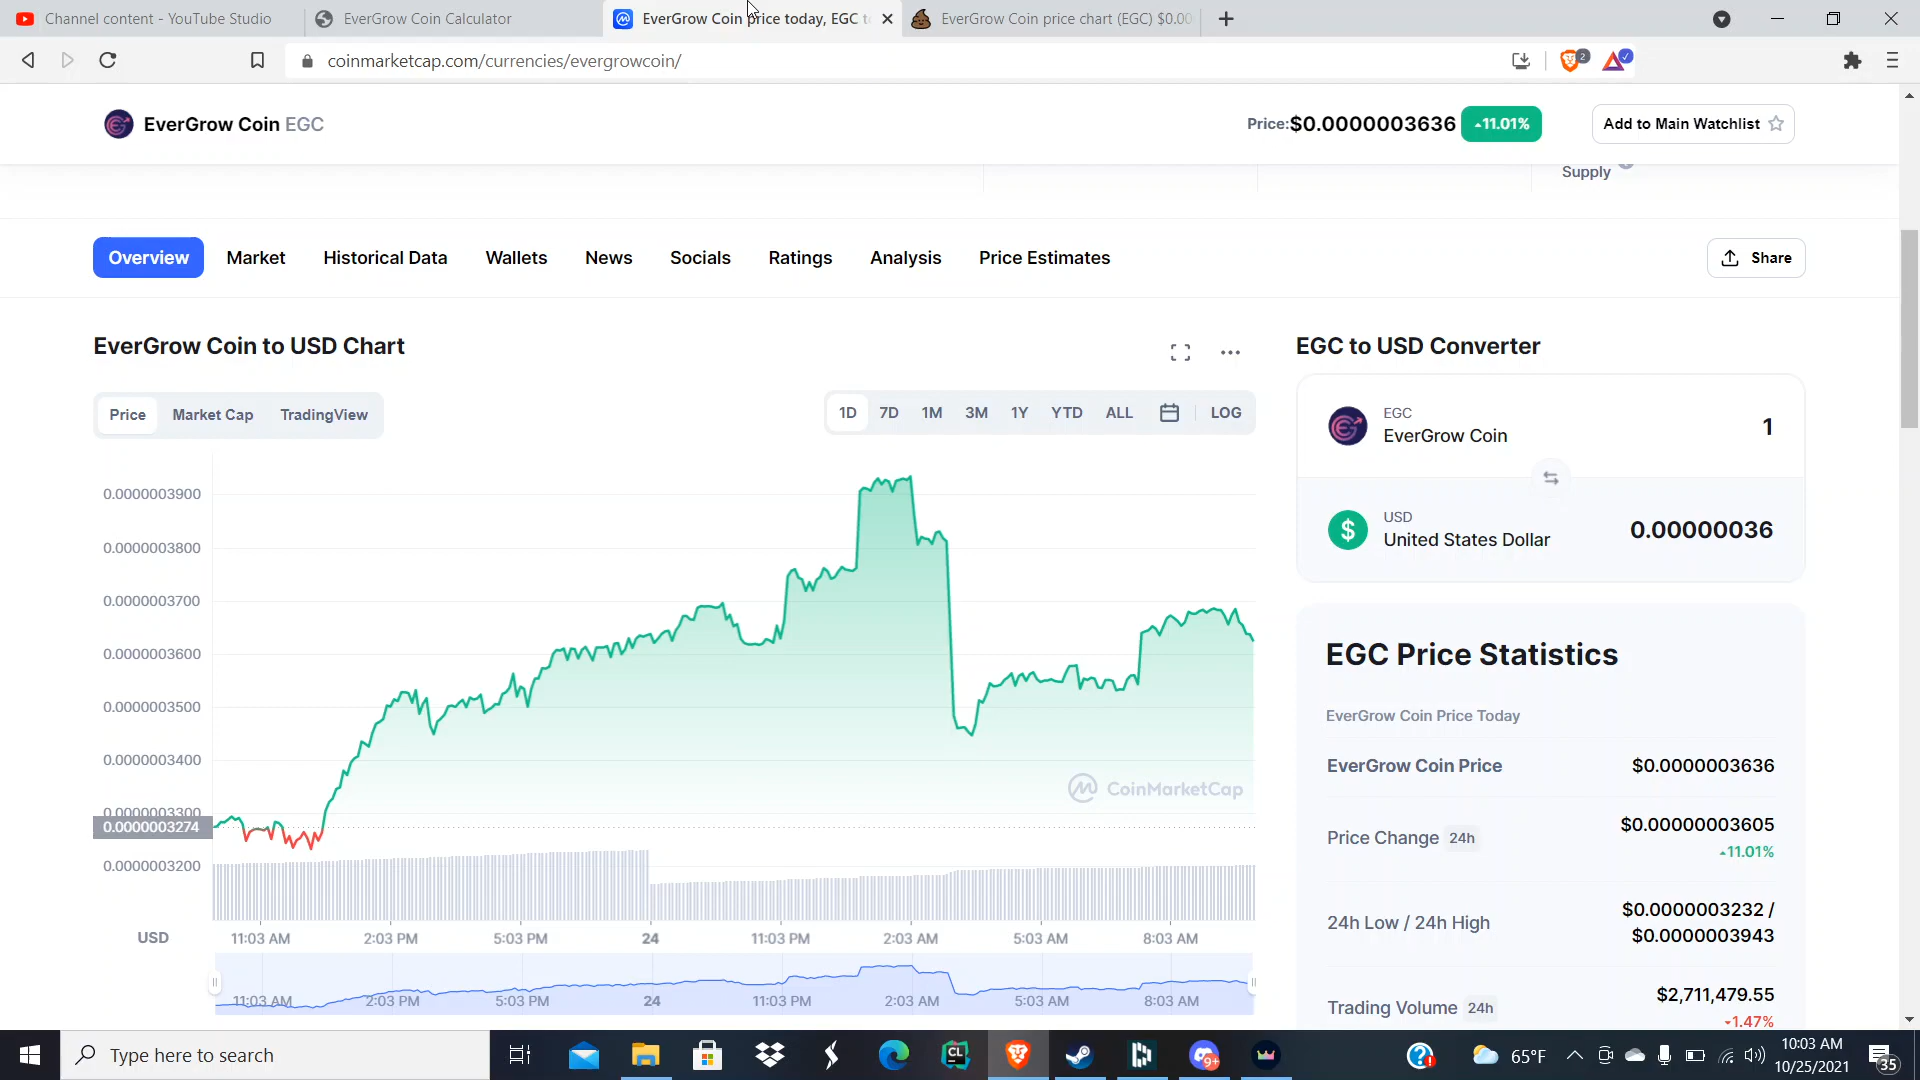 Channel content - YouTube Studio
EverGrow Coin Calculator
EverGrow Coin price today, EGC t
EverGrow Coin price chart (EGC) $0.00
coinmarketcap.com/currencies/evergrowcoin/
2
EverGrow Coin EGC
Price:$0.0000003636
11.01%
Add to Main Watchlist
Supply
Overview
Market
Historical Data
Wallets
News
Socials
Ratings
Analysis
Price Estimates
Share
EverGrow Coin to USD Chart
Price
Market Cap
TradingView
1D
7D
1M
3M
1Y
YTD
ALL
LOG
0.0000003900
0.0000003800
0.0000003700
0.0000003600
0.0000003500
0.0000003400
0.0000003300
0.0000003274
0.0000003200
CoinMarketCap
USD
11:03 AM
2:03 PM
5:03 PM
24
11:03 PM
2:03 AM
5:03 AM
8:03 AM
11:03 AM
2:03 PM
5:03 PM
24
11:03 PM
2:03 AM
5:03 AM
8:03 AM
EGC to USD Converter
EGC
EverGrow Coin
1
USD
United States Dollar
0.00000036
EGC Price Statistics
EverGrow Coin Price Today
EverGrow Coin Price
$0.0000003636
Price Change 24h
$0.00000003605
11.01%
24h Low / 24h High
$0.0000003232 /
$0.0000003943
Trading Volume 24h
$2,711,479.55
1.47%
Type here to search
CL
9+
65°F
10:03 AM
10/25/2021
35